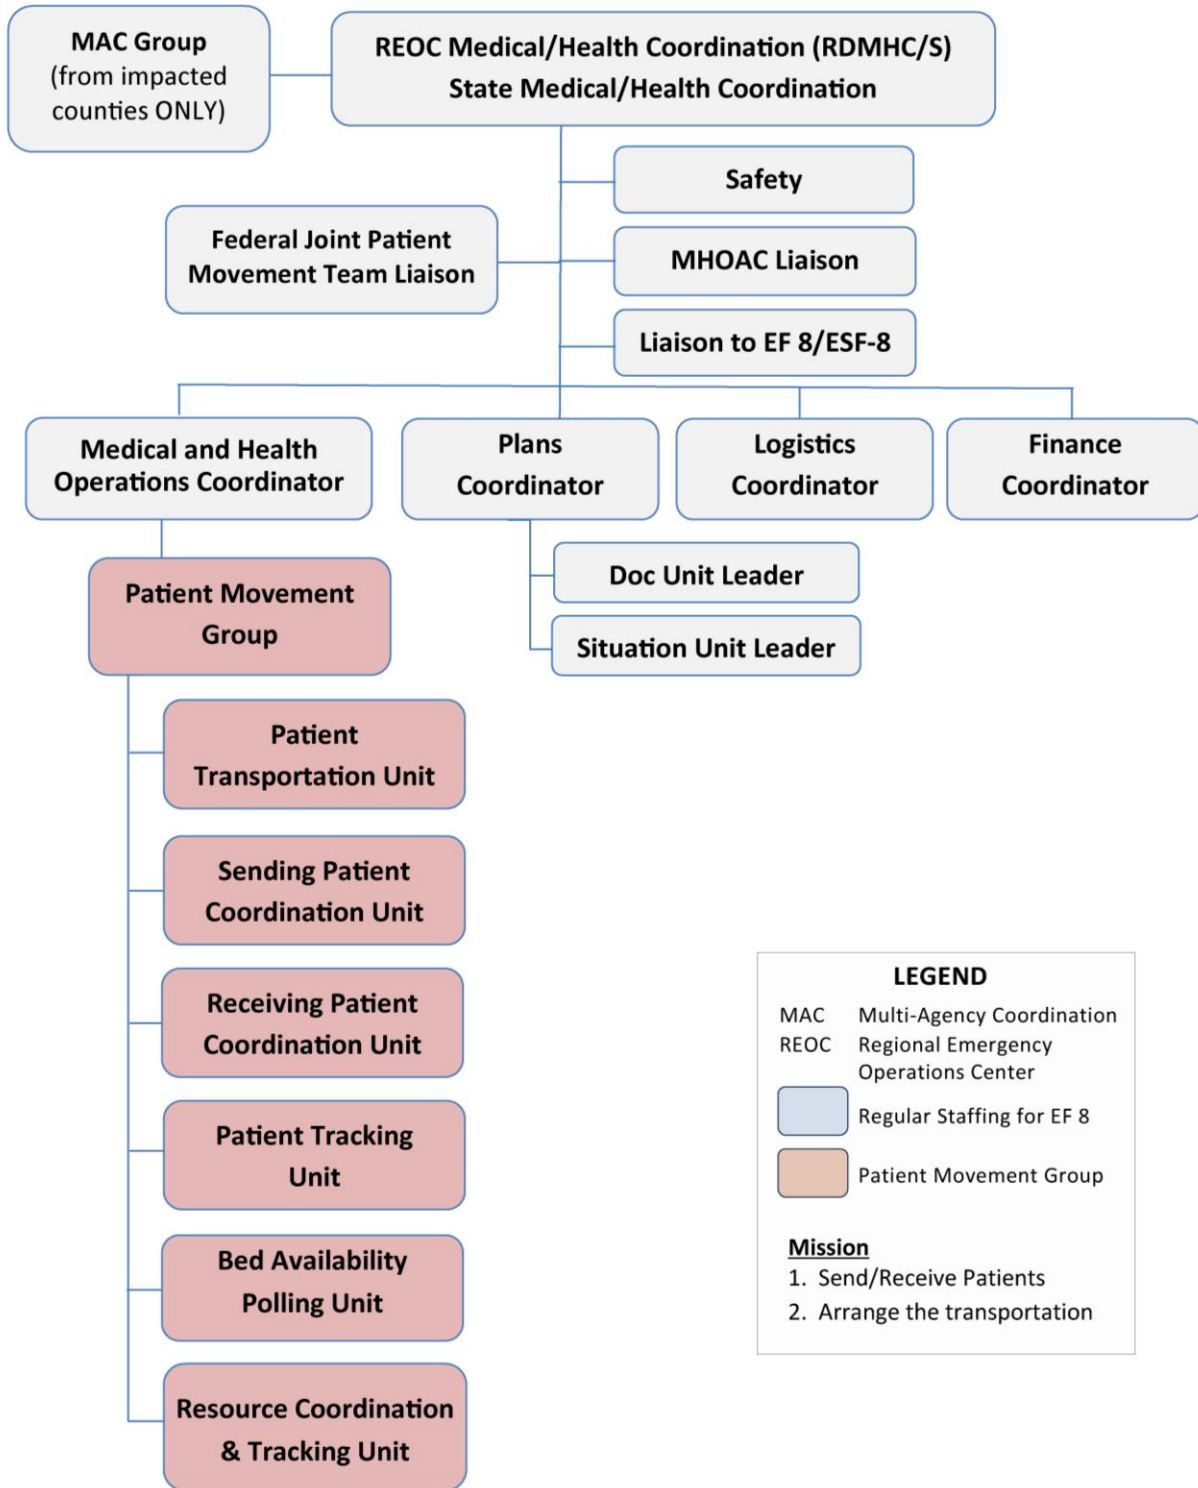 MAC Group
(from impacted
counties ONLY)
REOC Medical/Health Coordination (RDMHC/S)
State Medical/Health Coordination
Safety
Federal Joint Patient
Movement Team Liaison
MHOAC Liaison
Liaison to EF 8/ESF-8
Medical and Health
Operations Coordinator
Plans
Coordinator
Logistics
Coordinator
Finance
Coordinator
Patient Movement
Group
Doc Unit Leader
Situation Unit Leader
Patient
Transportation Unit
Sending Patient
Coordination Unit
Receiving Patient
Coordination Unit
Patient Tracking
Unit
Bed Availability
Polling Unit
Resource Coordination
& Tracking Unit
LEGEND
MAC Multi-Agency Coordination
REOC Regional Emergency
Operations Center
Regular Staffing for EF 8
Patient Movement Group
Mission
1. Send/Receive Patients
2. Arrange the transportation